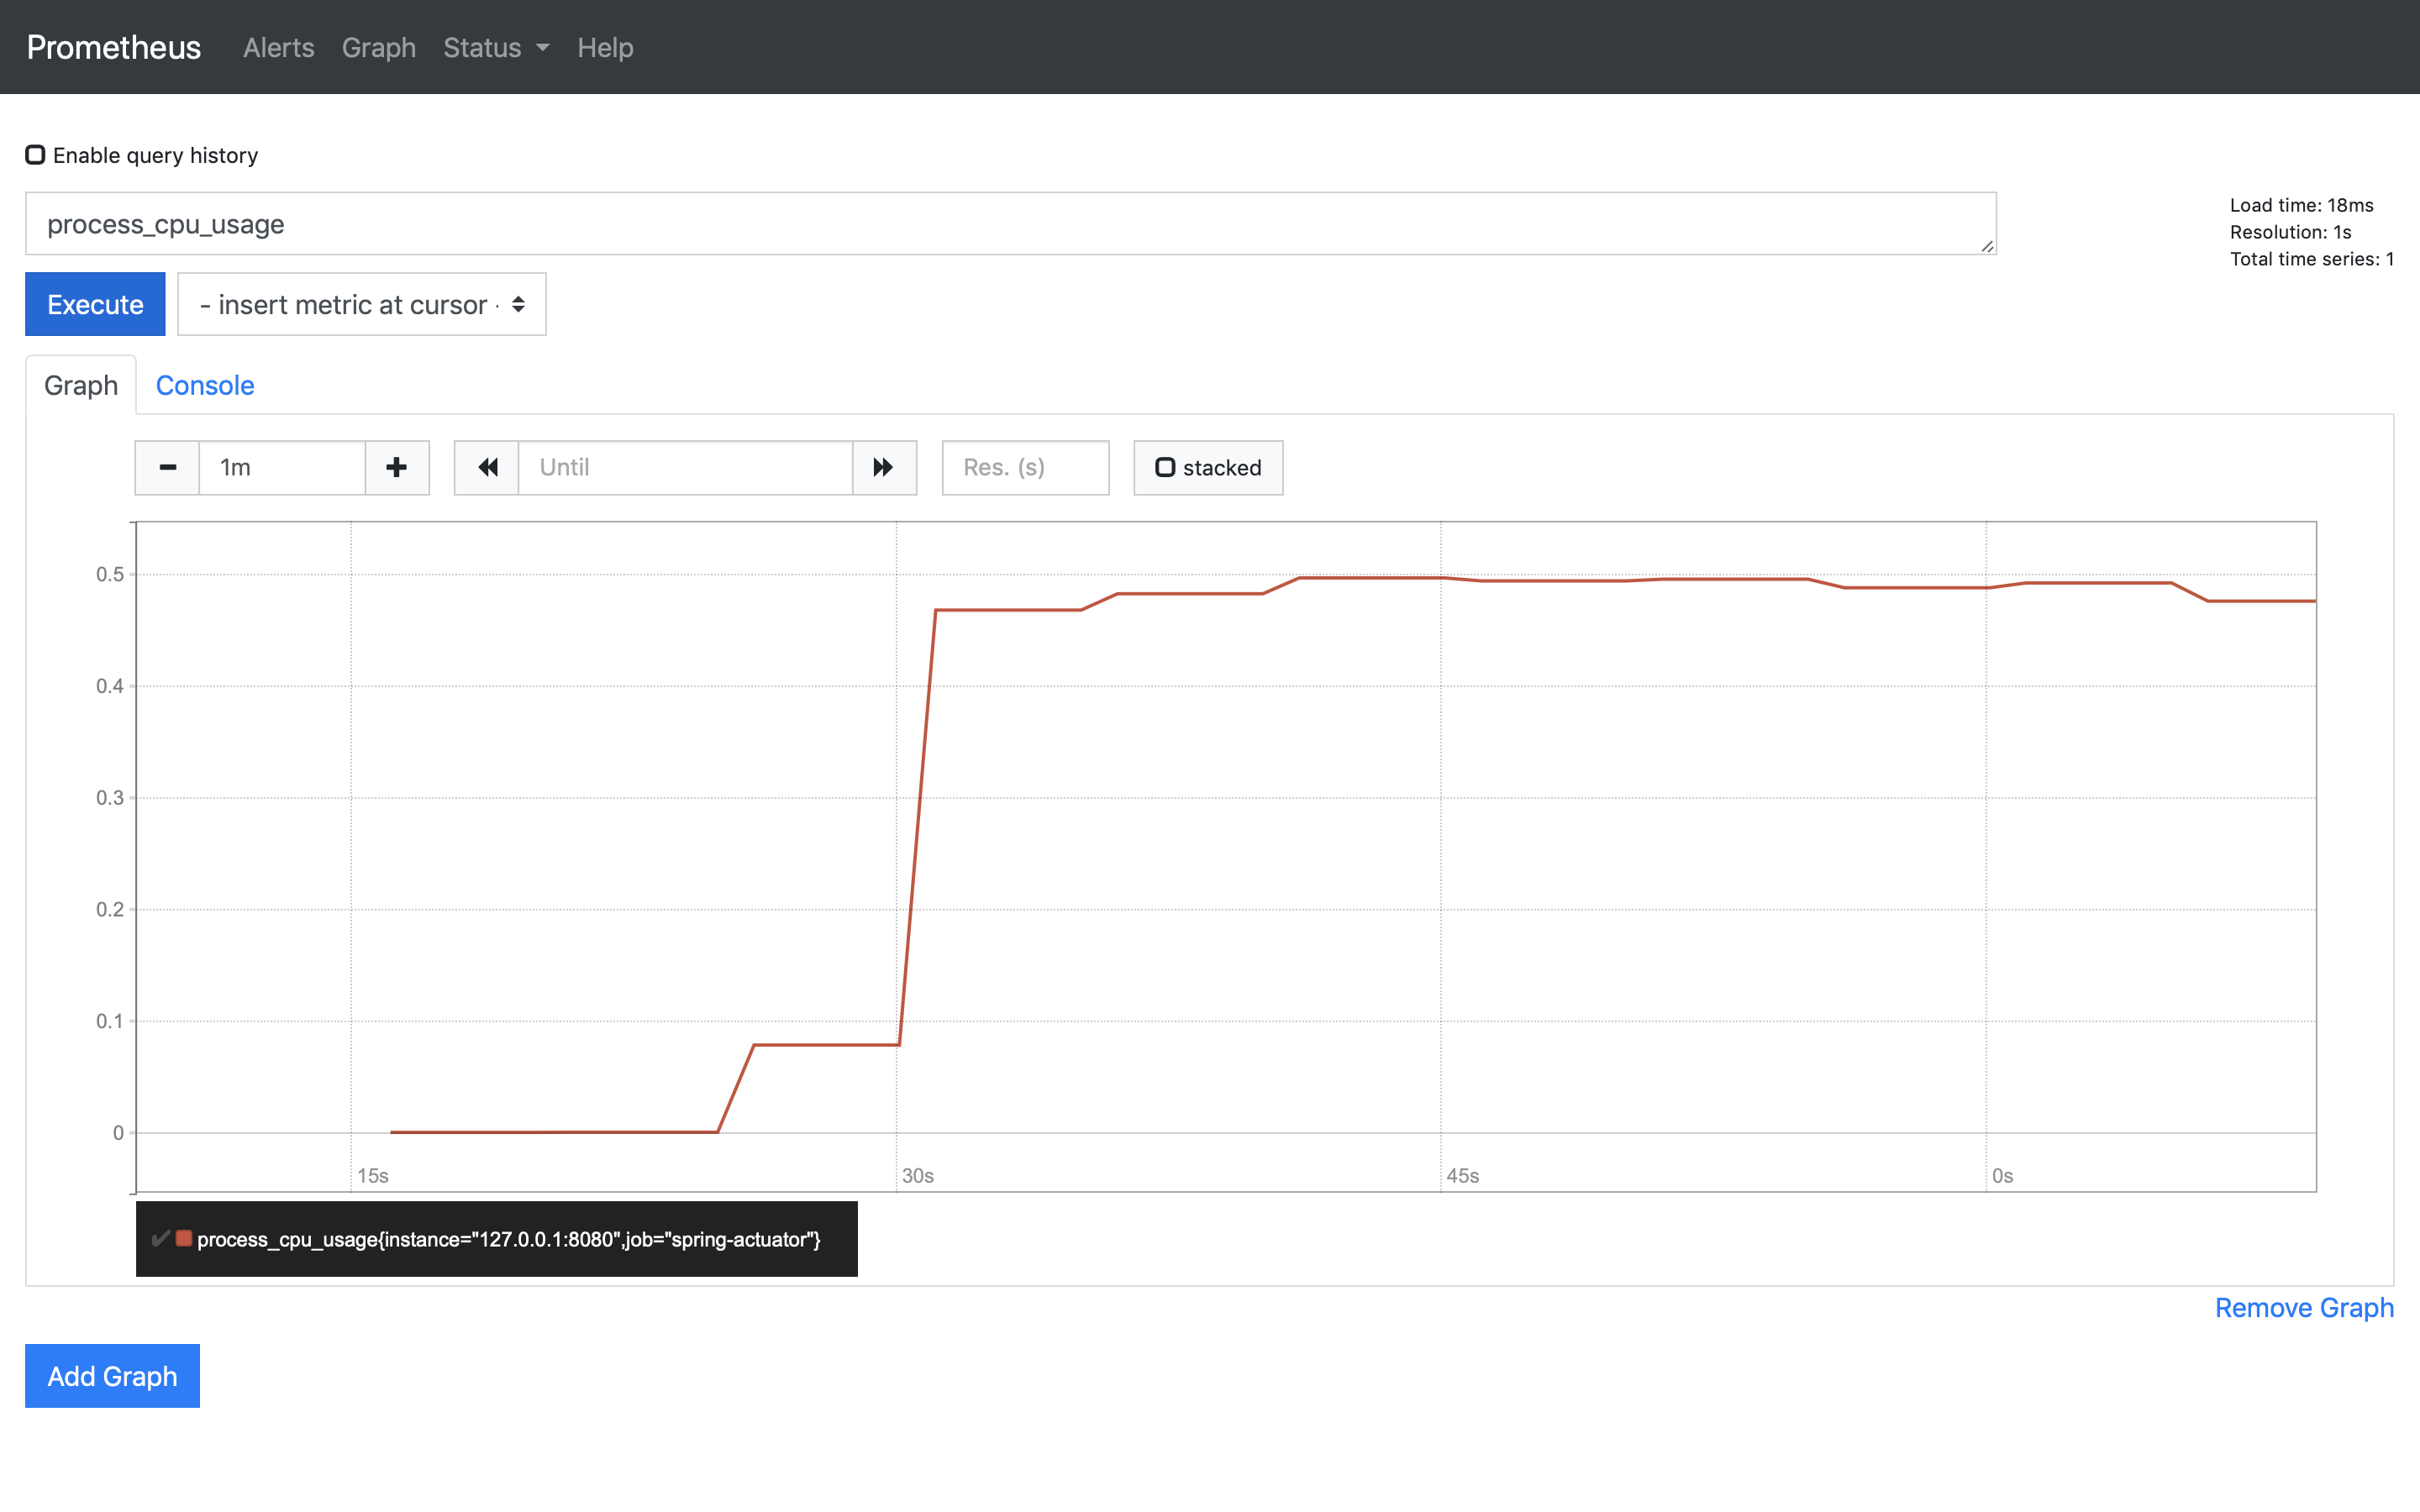 Prometheus Alerts Graph Status Help
Enable query history
process_cpu_usage
Load time: 18ms
Resolution: 1s
Total time series: 1
Execute - insert metric at cursor -
Graph Console
1m Until Res. (s) stacked
0.5
0.4
0.3
0.2
0.1
0
15s 30s 45s 0s
process_cpu_usage{instance="127.0.0.1:8080",job="spring-actuator"}
Remove Graph
Add Graph